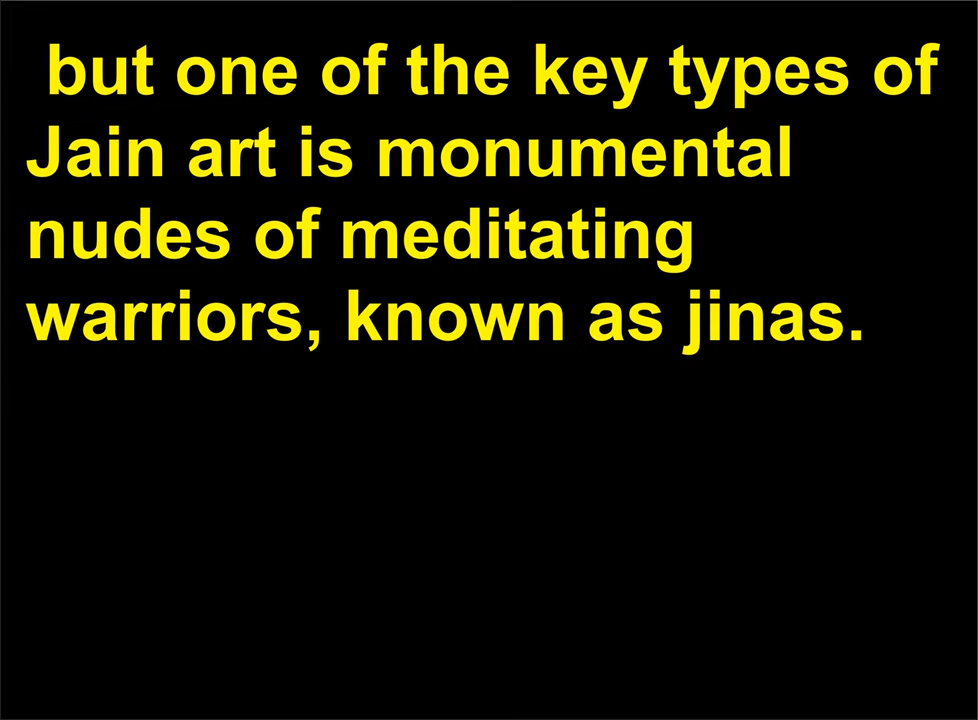 but one of the key types of
Jain art is monumental
nudes of meditating
warriors, known as jinas.